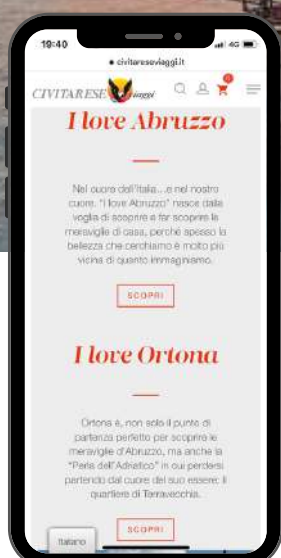 19:40
4G
civitareseviaggi.it
CIVITARESE viaggi
0
I love Abruzzo
Nel cuore dell'Italia...e nel nostro
cuore. "I love Abruzzo" nasce dalla
voglia di scoprire e far scoprire le
meraviglie di casa, perché spesso la
bellezza che cerchiamo è molto più
vicina di quanto immaginiamo.
SCOPRI
I love Ortona
Ortona è, non solo il punto di
partenza perfetto per scoprire le
meraviglie d'Abruzzo, ma anche la
"Perla dell'Adriatico" in cui perdersi
partendo dal cuore del suo essere: il
quartiere di Terravecchia.
SCOPRI
Italiano